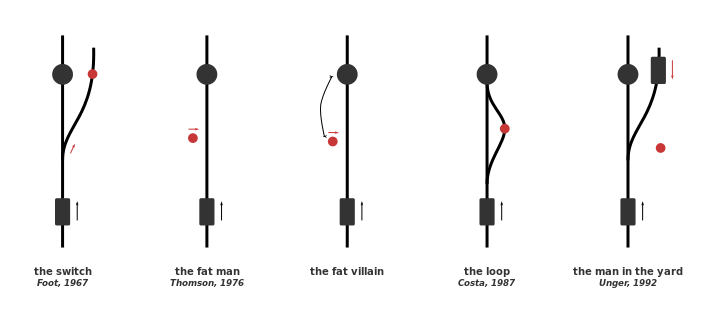 the switch
Foot, 1967
the fat man
Thomson, 1976
the fat villain
the loop
Costa, 1987
the man in the yard
Unger, 1992